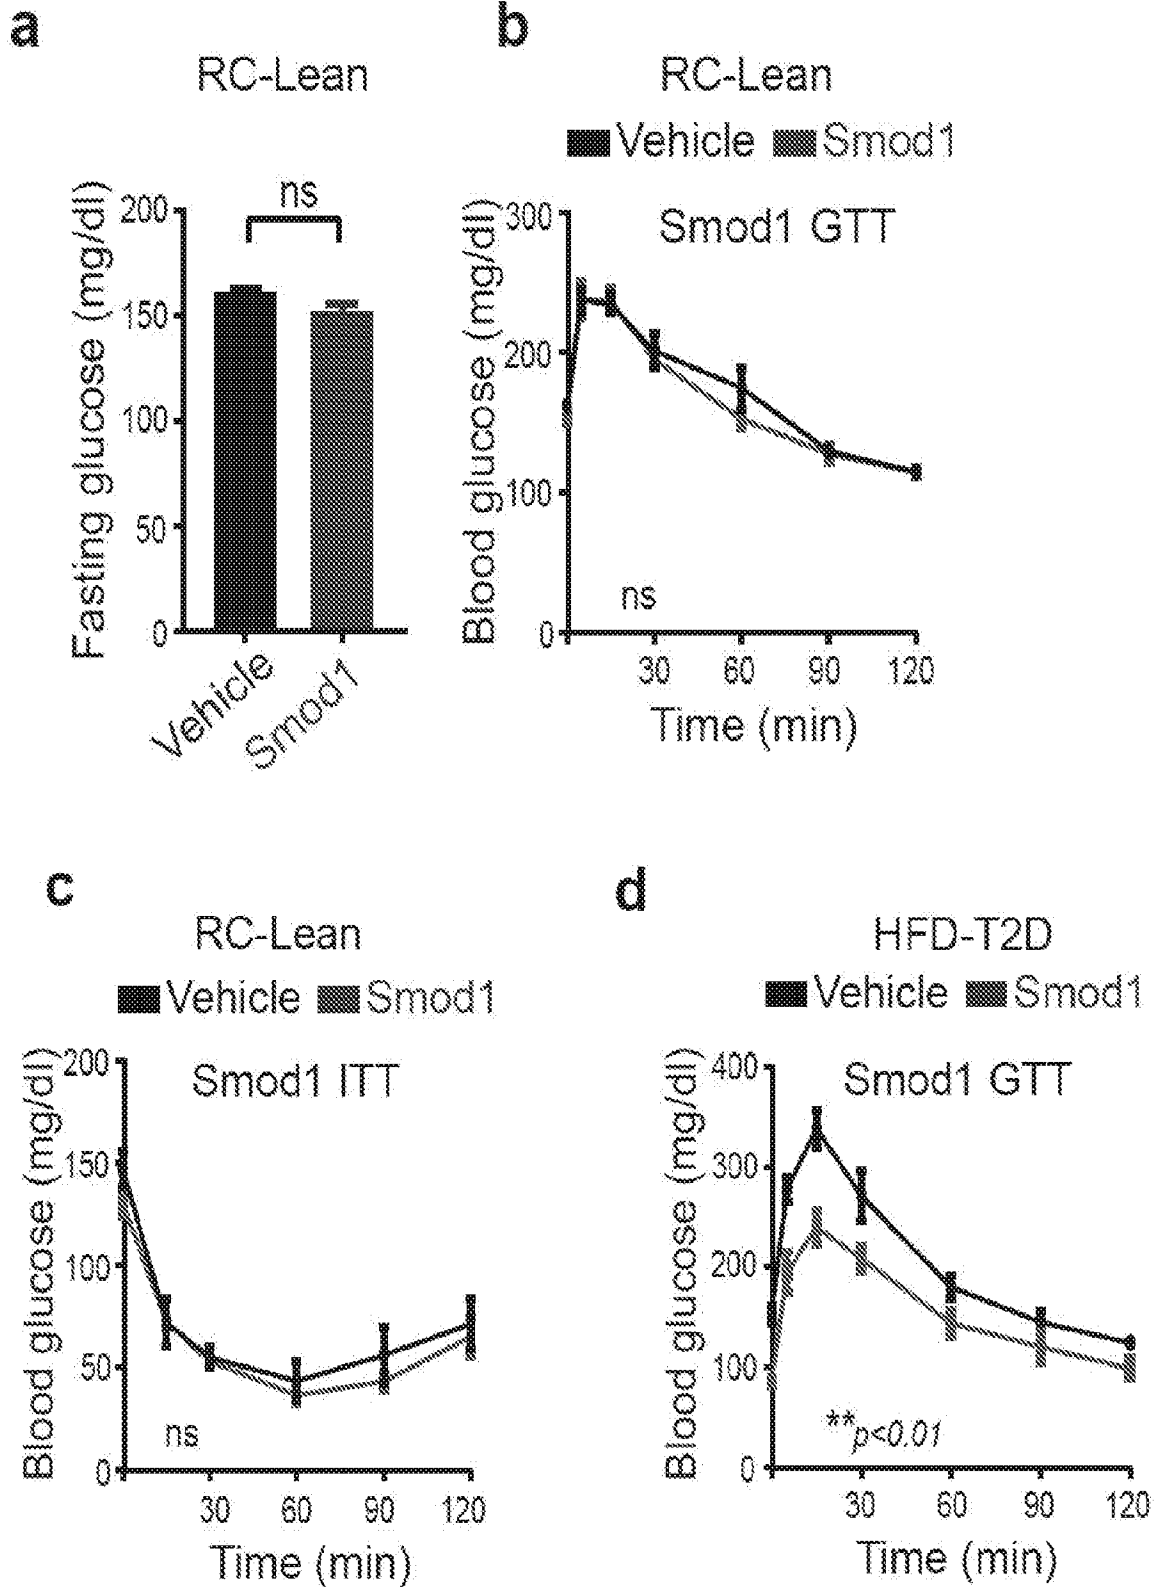 a
RC-Lean
Fasting glucose (mg/dl)
200
150
100
50
0
ns
Vehicle
Smod1
b
RC-Lean
Vehicle Smod1
Smod1 GTT
Blood glucose (mg/dl)
300
200
100
0
ns
30 60 90 120
Time (min)
c
RC-Lean
Vehicle Smod1
Smod1 ITT
Blood glucose (mg/dl)
200
150
100
50
0
ns
30 60 90 120
Time (min)
d
HFD-T2D
Vehicle Smod1
Smod1 GTT
Blood glucose (mg/dl)
400
300
200
100
0
**p<0.01
30 60 90 120
Time (min)